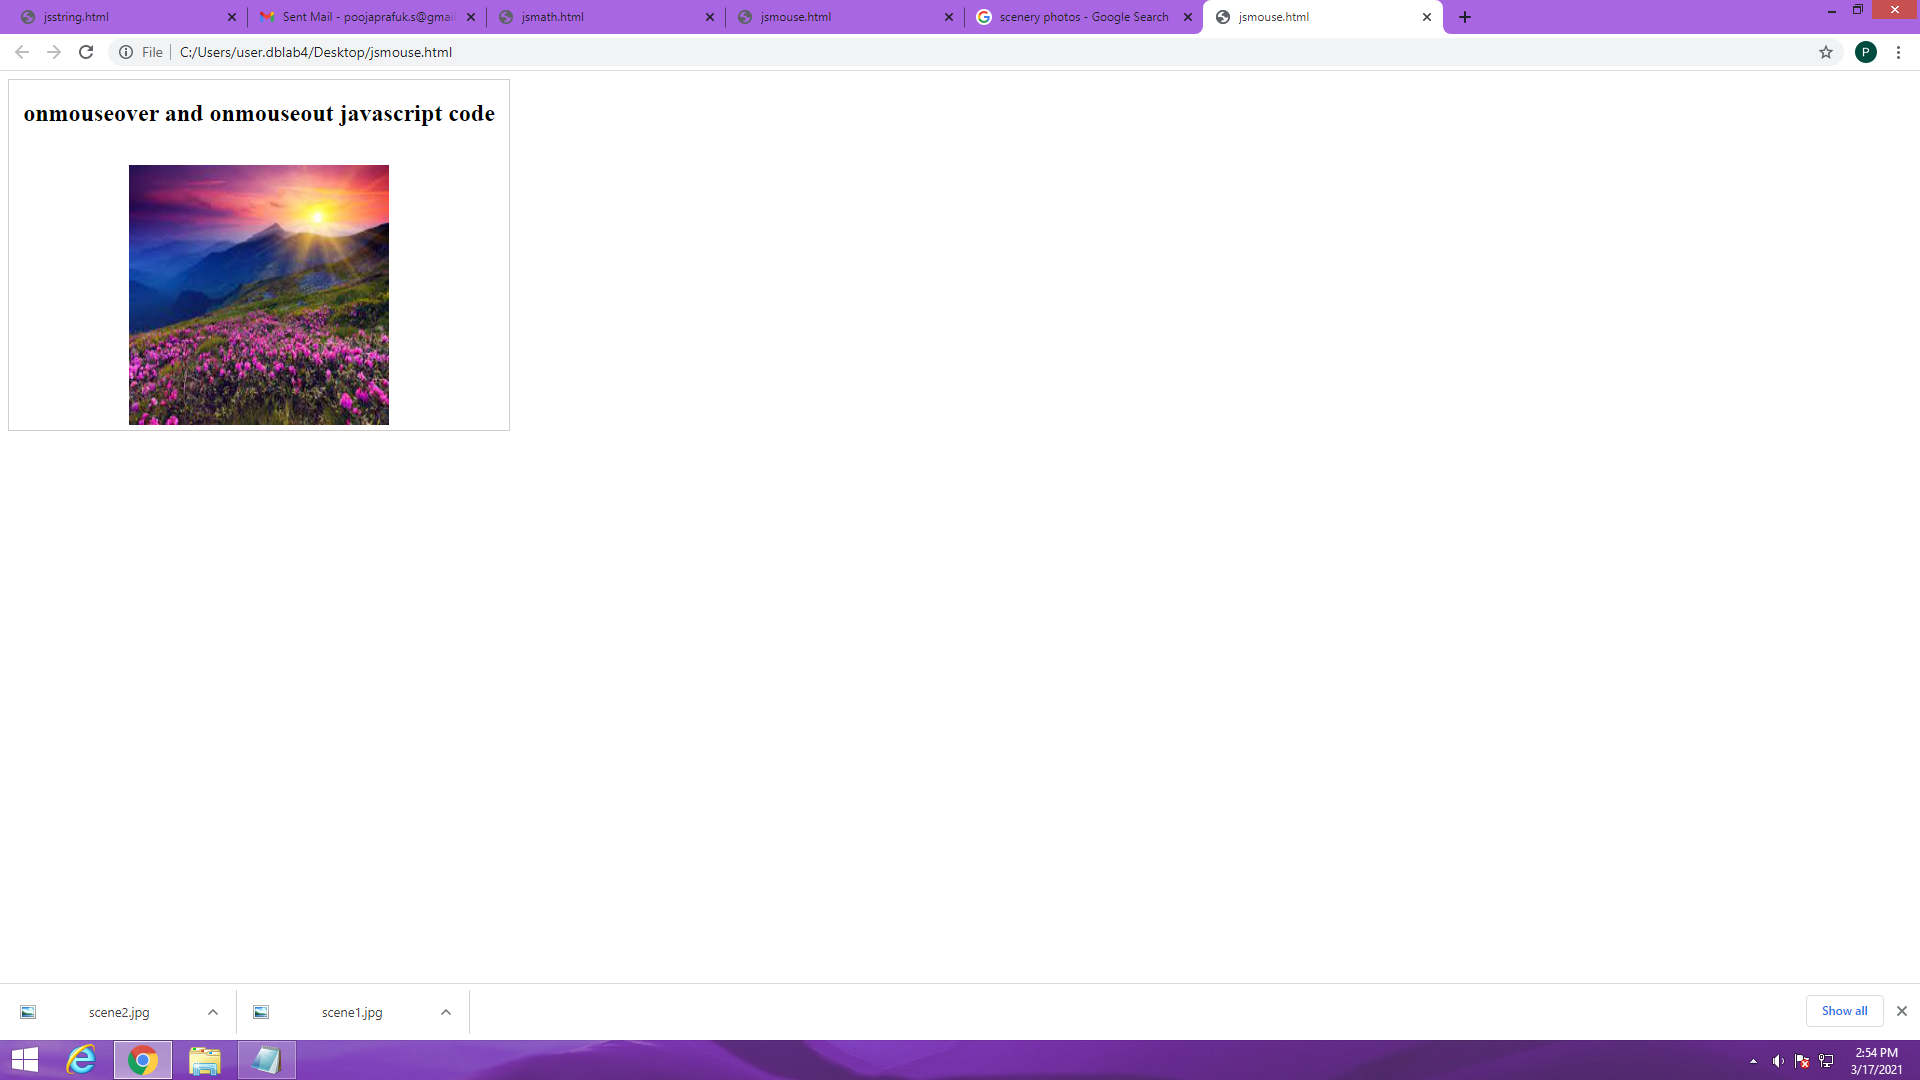 jsstring.html
Sent Mail - poojaprafuk.s@gmail
jsmath.html
jsmouse.html
scenery photos - Google Search
jsmouse.html
File
C:/Users/user.dblab4/Desktop/jsmouse.html
P
onmouseover and onmouseout javascript code
scene2.jpg
scene1.jpg
Show all
2:54 PM
3/17/2021